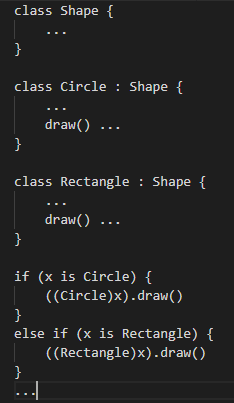 class Shape {
    ...
}

class Circle : Shape {
    ...
    draw() ...
}

class Rectangle : Shape {
    ...
    draw() ...
}

if (x is Circle) {
    ((Circle)x).draw()
}
else if (x is Rectangle) {
    ((Rectangle)x).draw()
}
...